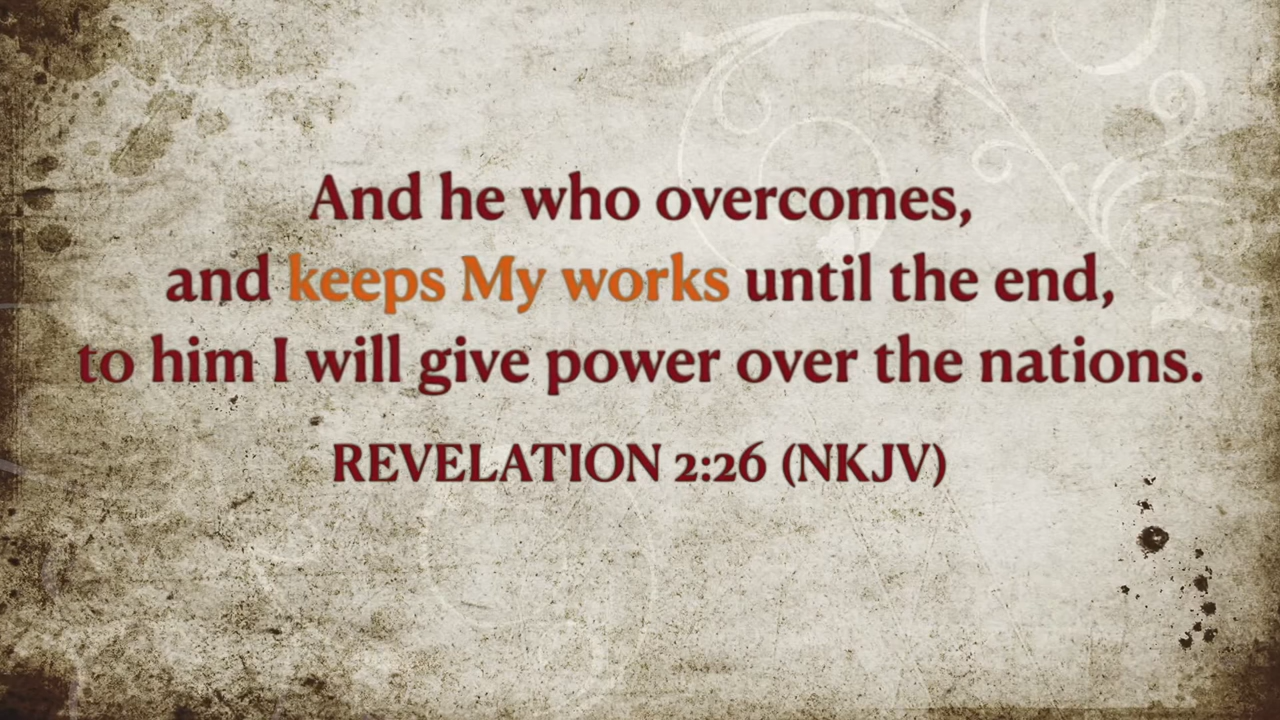 And he who overcomes,
and keeps My works until the end,
to him I will give power over the nations.
REVELATION 2:26 (NKJV)